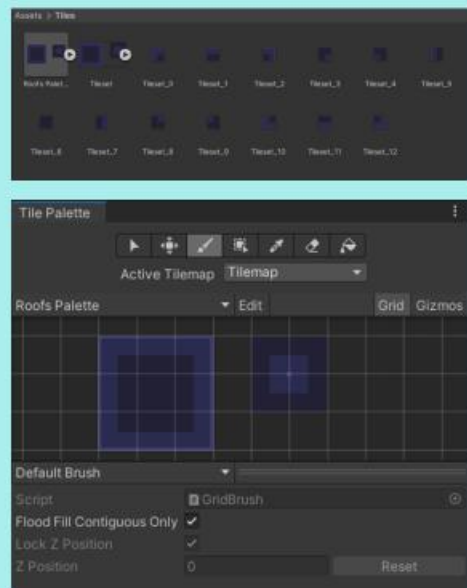 Assets > Tiles
Roofs Palet...
Tileset
Tileset_0
Tileset_1
Tileset_2
Tileset_3
Tileset_4
Tileset_5
Tileset_6
Tileset_7
Tileset_8
Tileset_9
Tileset_10
Tileset_11
Tileset_12
Tile Palette
Active Tilemap Tilemap
Roofs Palette Edit Grid Gizmos
Default Brush
Script GridBrush
Flood Fill Contiguous Only
Lock Z Position
Z Position 0 Reset